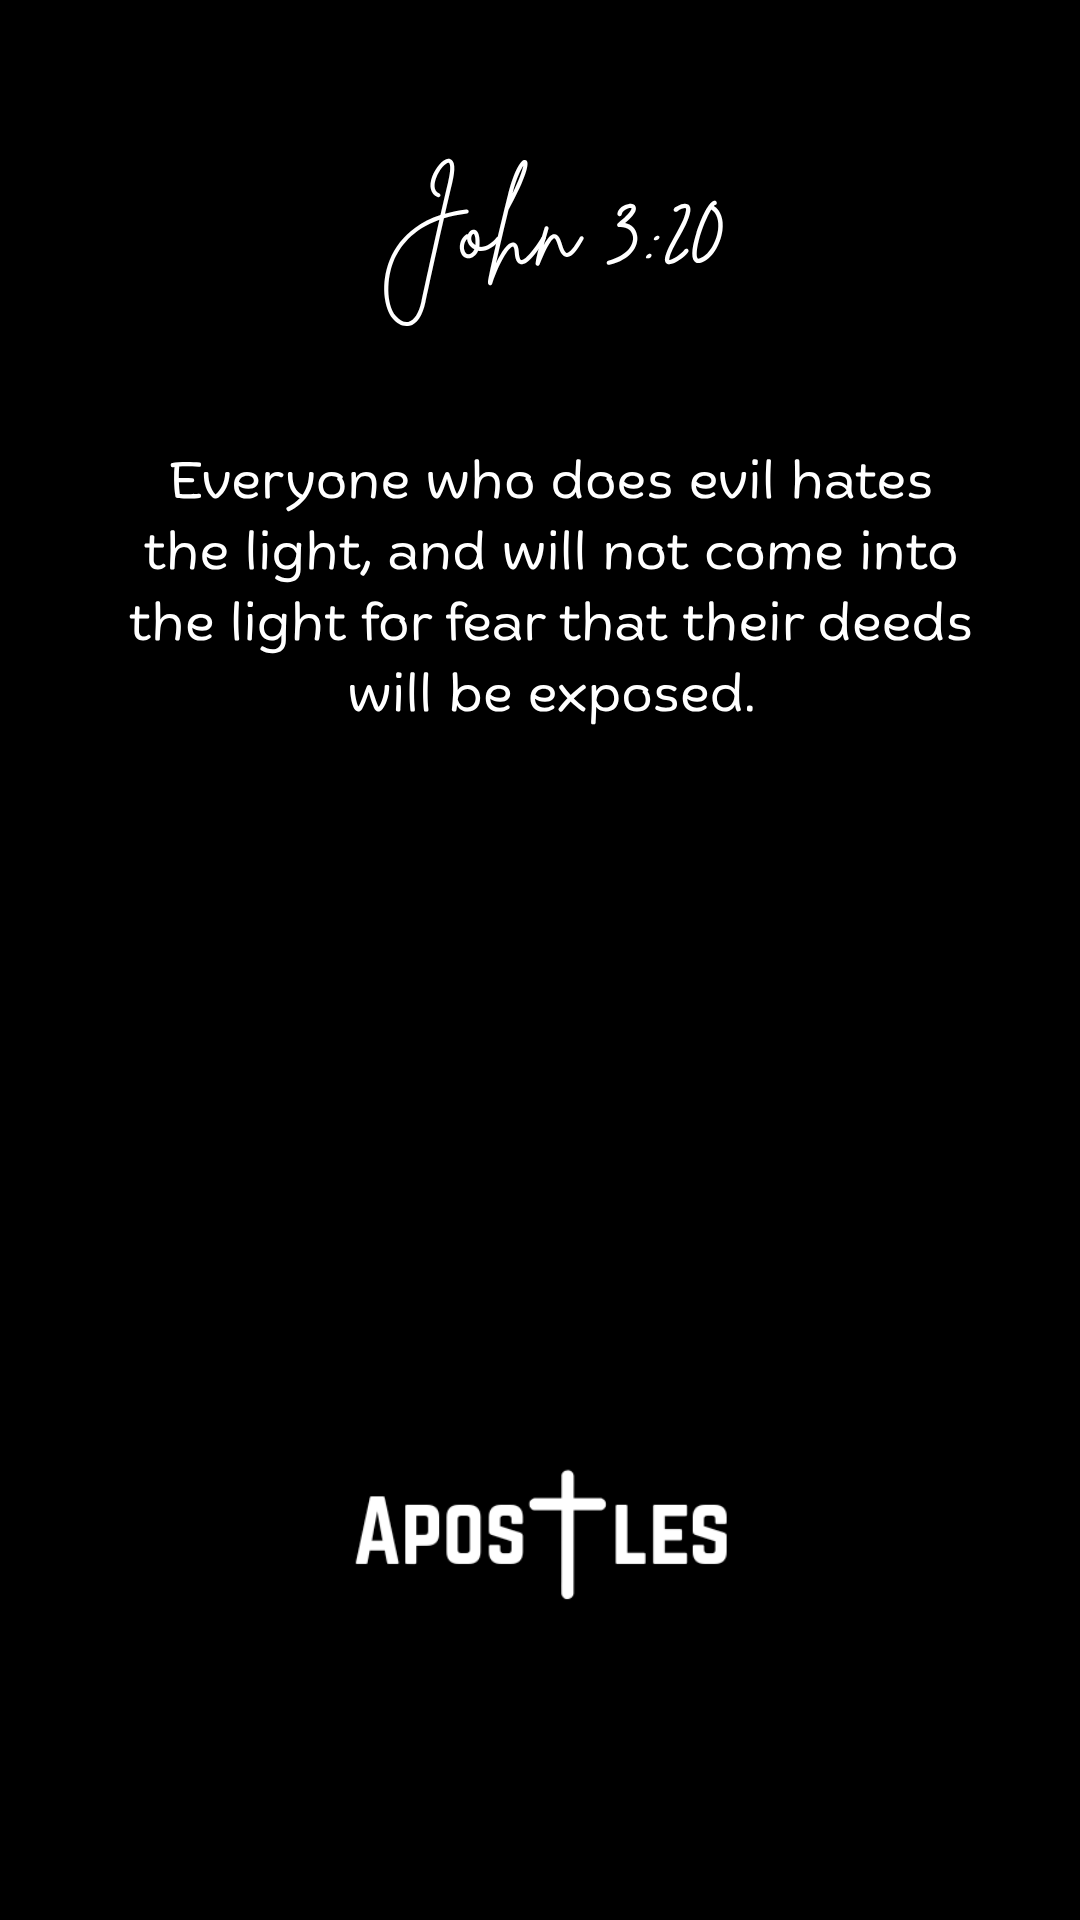 John 3:20
Everyone who does evil hates
the light, and will not come into
the light for fear that their deeds
will be exposed.
APOSTLES